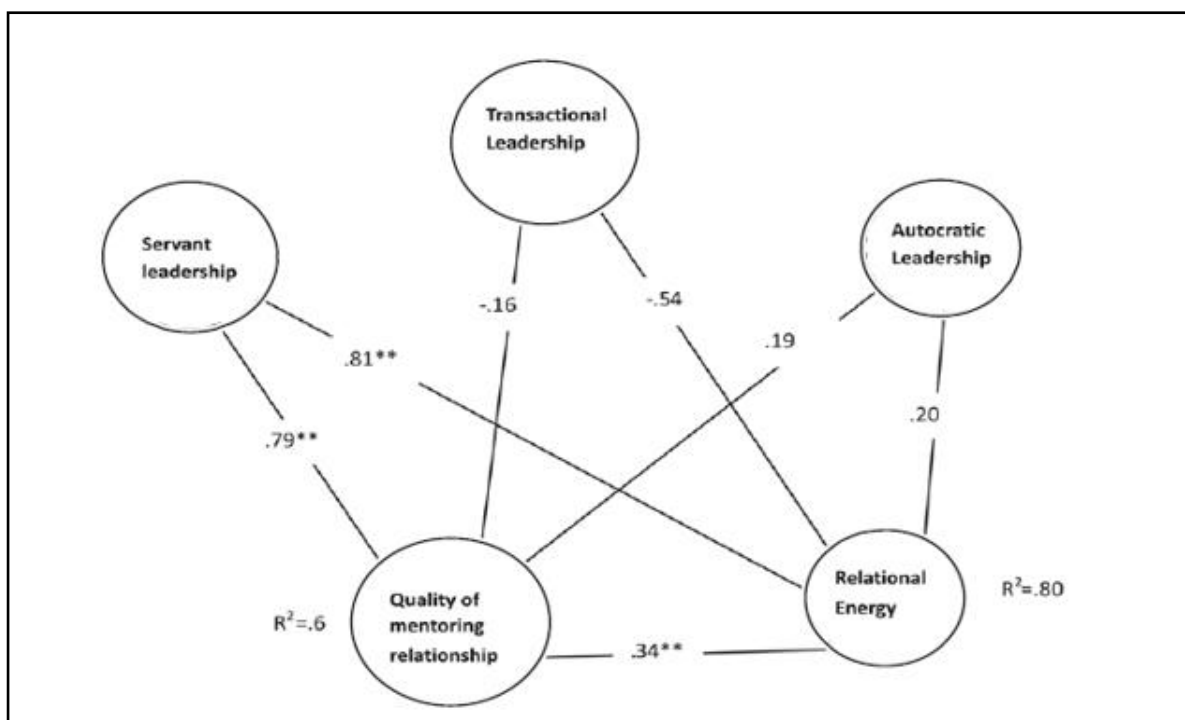 Transactional
Leadership
Servant
leadership
Autocratic
Leadership
-.16
-.54
.19
.81**
.79**
.20
Relational
Energy
R²=.80
Quality of
mentoring
relationship
R²=.6
.34**